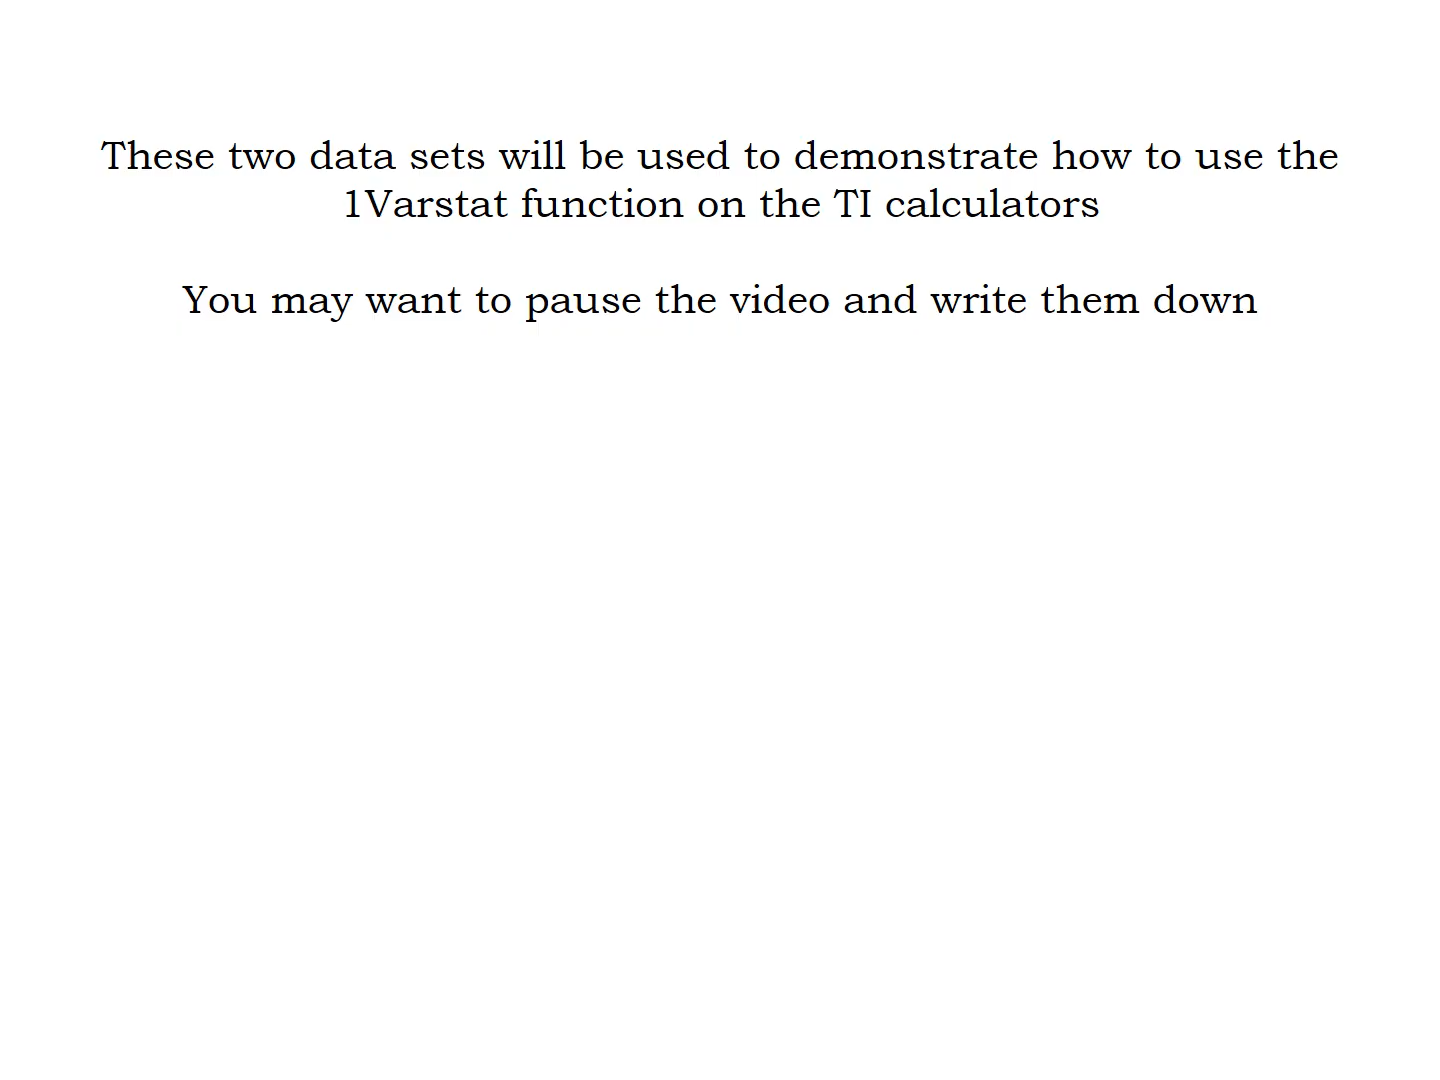 These two data sets will be used to demonstrate how to use the
1Varstat function on the TI calculators
You may want to pause the video and write them down